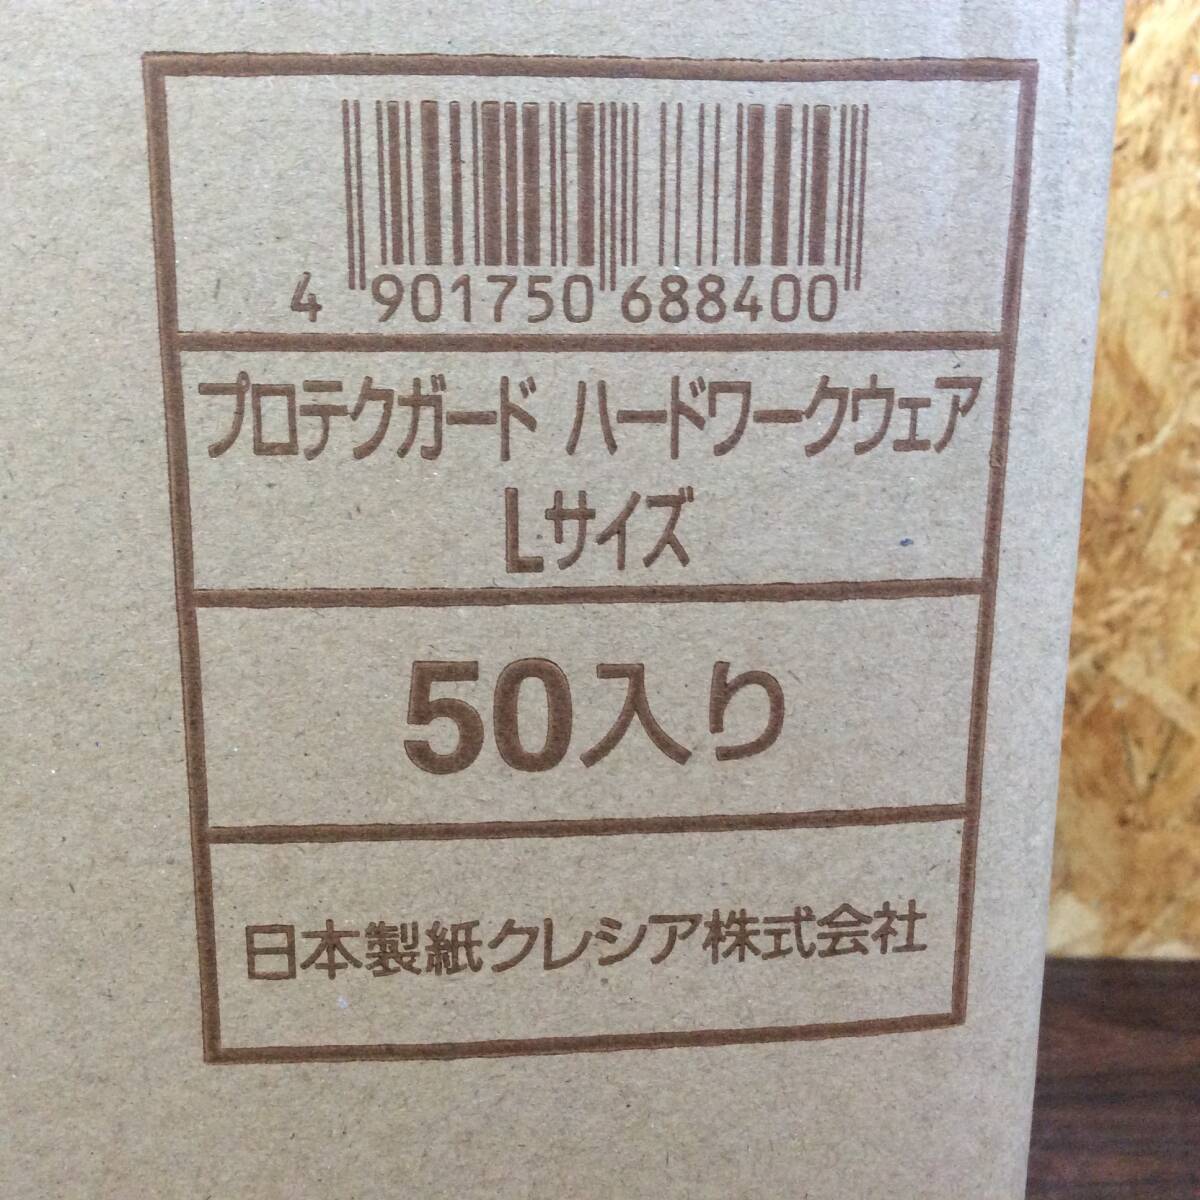 4 901750 688400
プロテクガード ハードワークウェア
Lサイズ
50入り
日本製紙クレシア株式会社